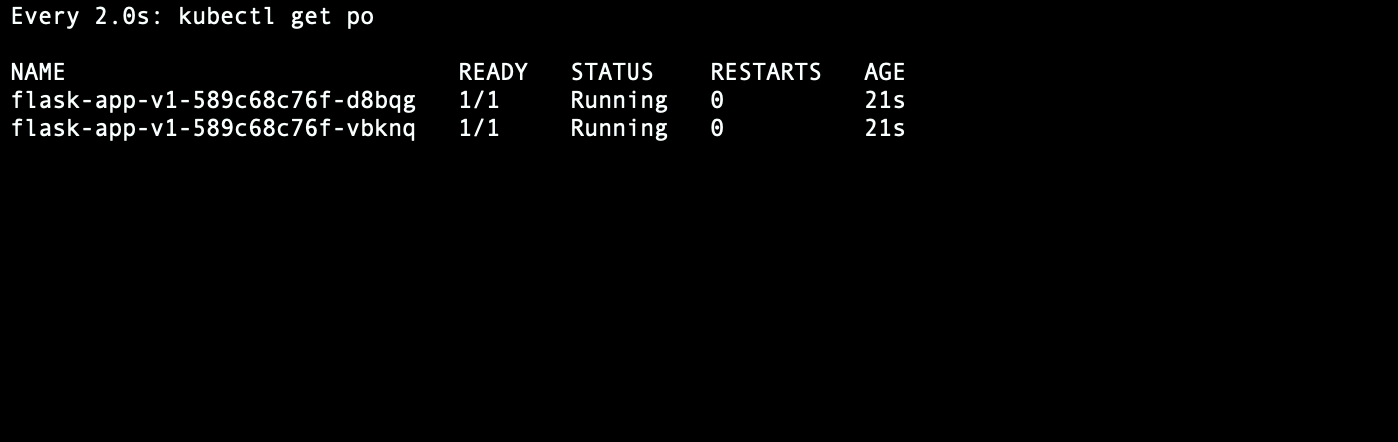 Every 2.0s: kubectl get po
NAME READY STATUS RESTARTS AGE
flask-app-v1-589c68c76f-d8bqg 1/1 Running 0 21s
flask-app-v1-589c68c76f-vbknq 1/1 Running 0 21s